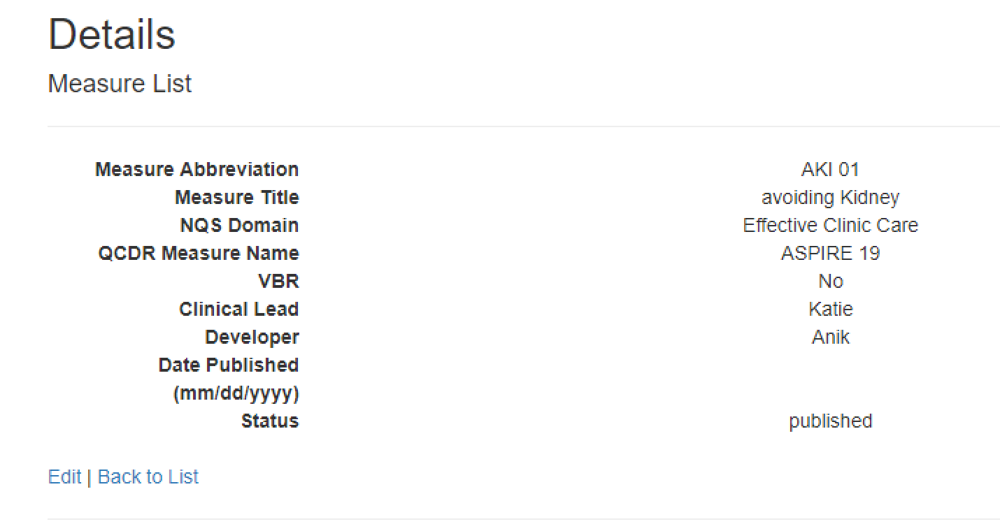 Details
Measure List
Measure Abbreviation AKI 01
Measure Title avoiding Kidney
NQS Domain Effective Clinic Care
QCDR Measure Name ASPIRE 19
VBR No
Clinical Lead Katie
Developer Anik
Date Published
(mm/dd/yyyy)
Status published
Edit | Back to List